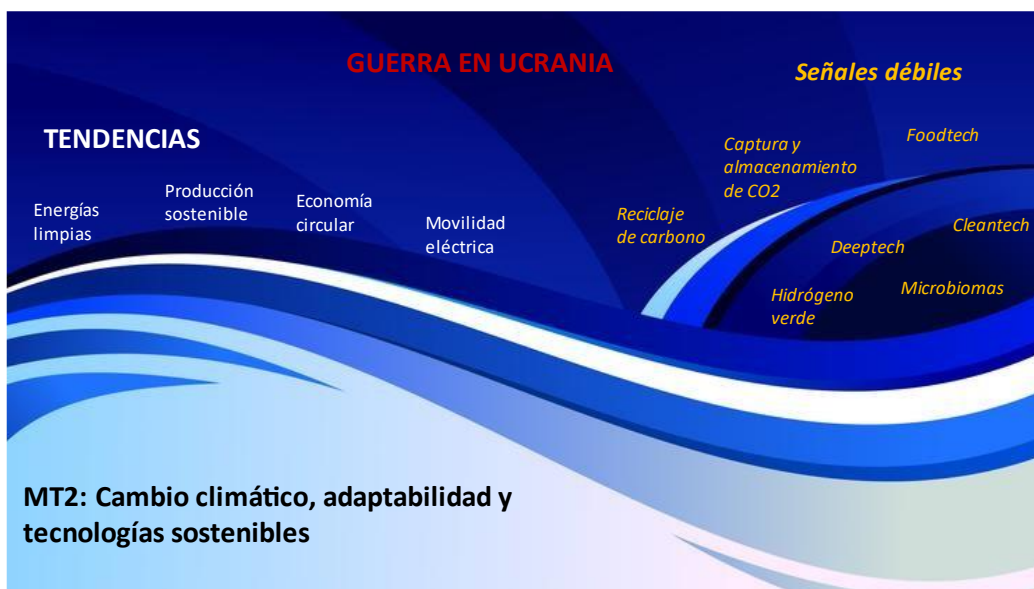 GUERRA EN UCRANIA
Señales débiles
TENDENCIAS
Energías
limpias
Producción
sostenible
Economía
circular
Movilidad
eléctrica
Reciclaje
de carbono
Captura y
almacenamiento
de CO2
Foodtech
Deeptech
Cleantech
Hidrógeno
verde
Microbiomas
MT2: Cambio climático, adaptabilidad y
tecnologías sostenibles